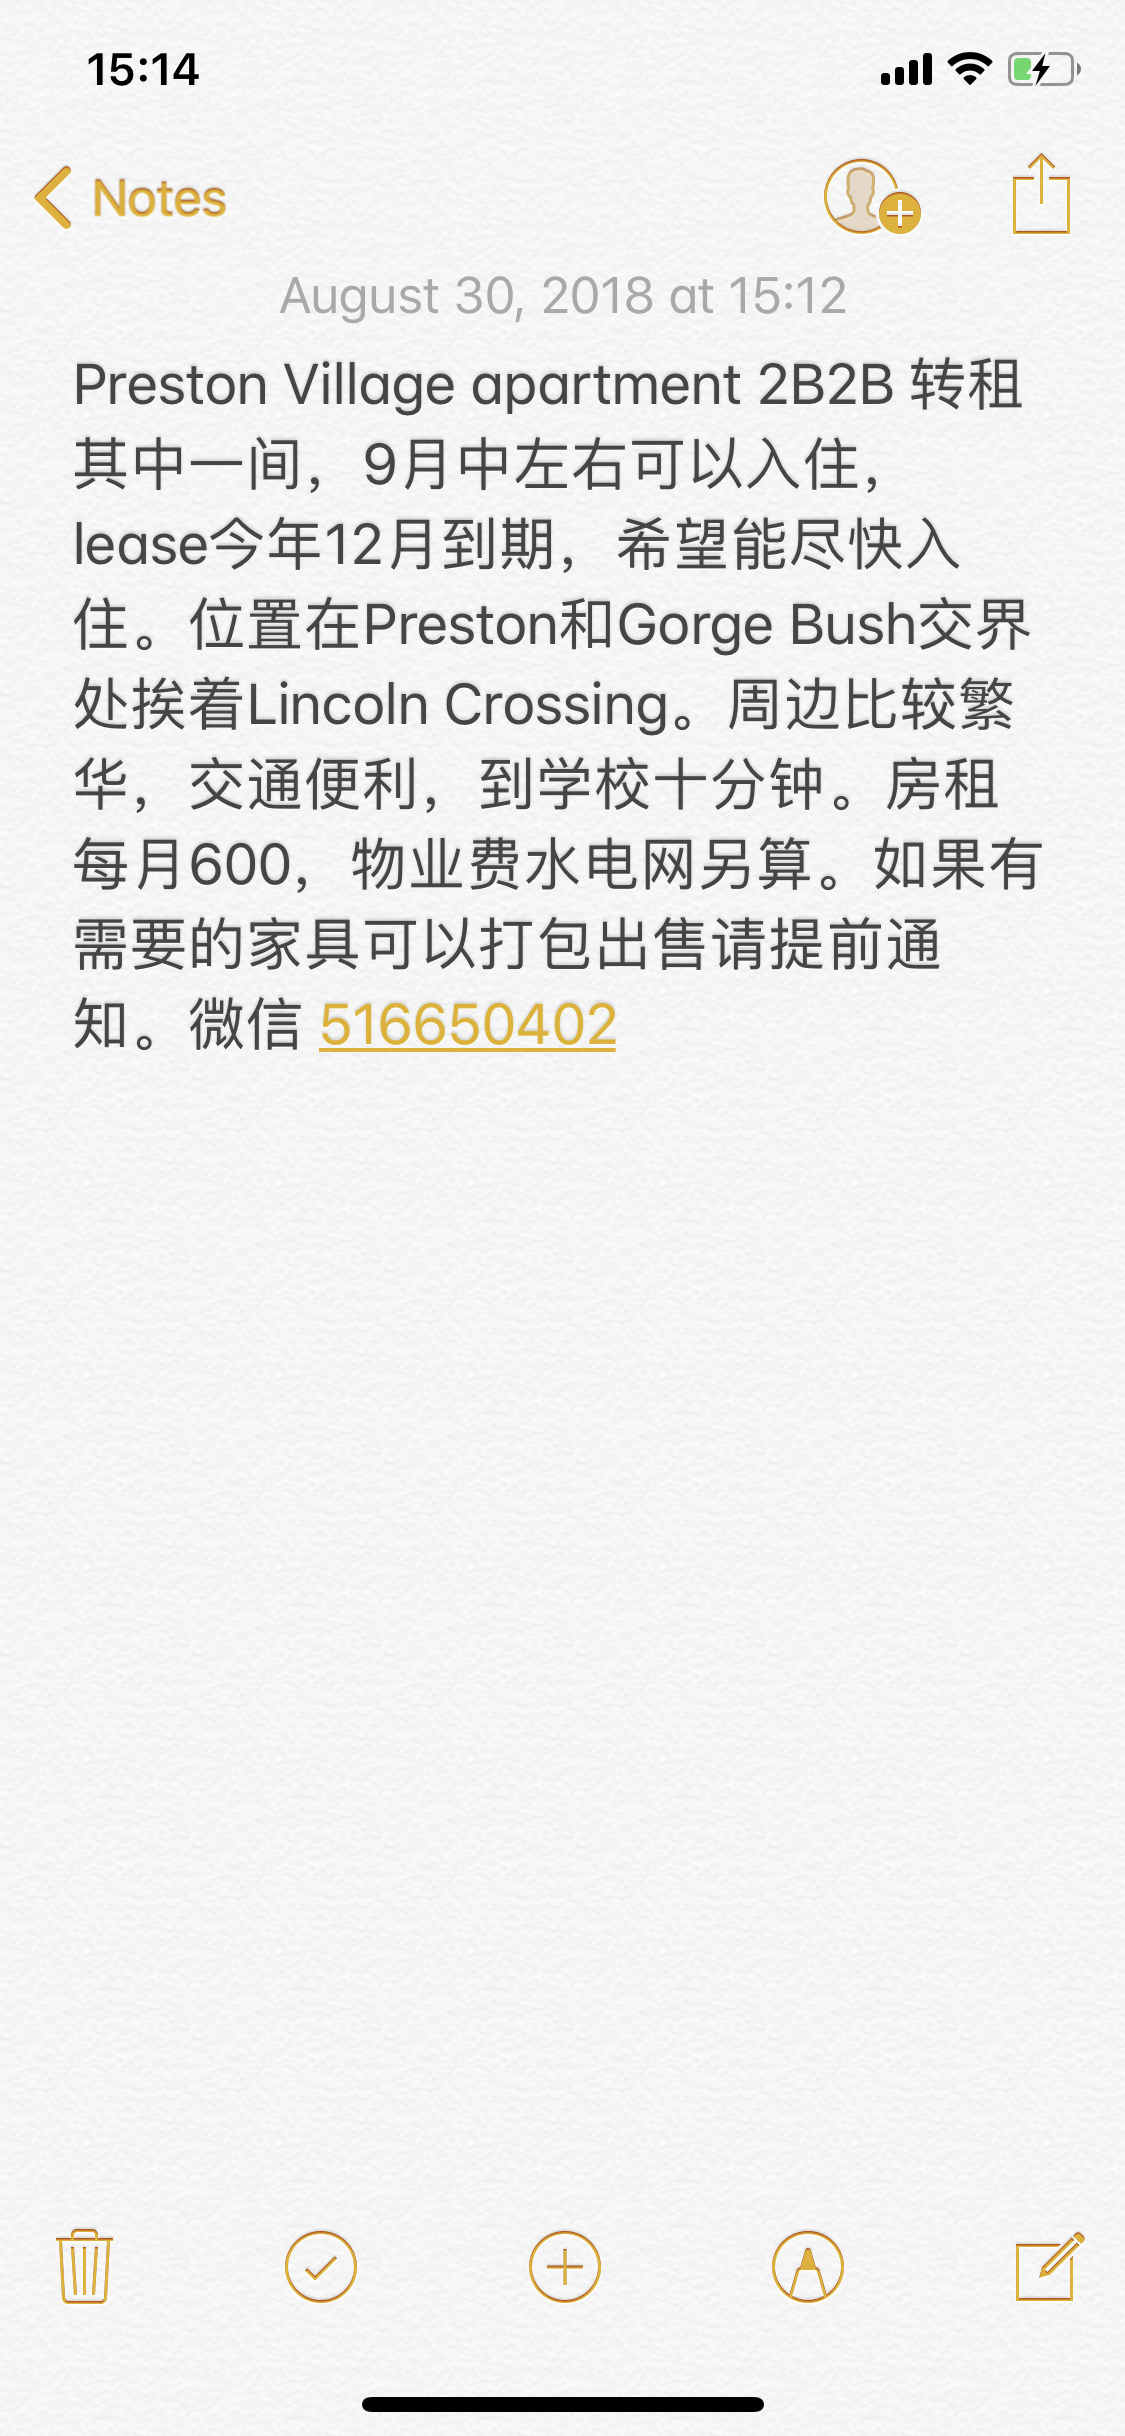 15:14
Notes
August 30, 2018 at 15:12
Preston Village apartment 2B2B 转租
其中一间，9月中左右可以入住，
lease今年12月到期，希望能尽快入
住。位置在Preston和Gorge Bush交界
处挨着Lincoln Crossing。周边比较繁
华，交通便利，到学校十分钟。房租
每月600，物业费水电网另算。如果有
需要的家具可以打包出售请提前通
知。微信 516650402